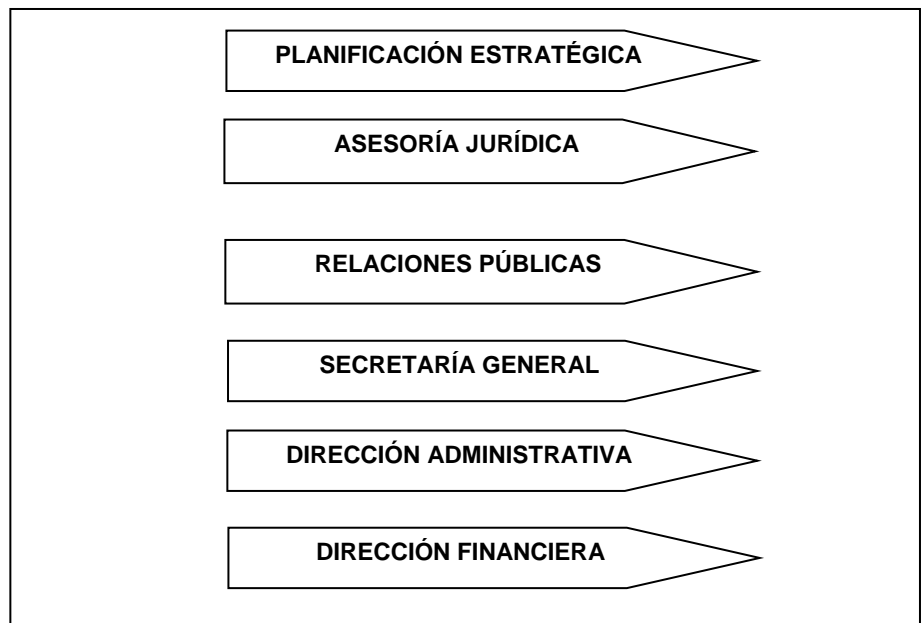 PLANIFICACIÓN ESTRATÉGICA
ASESORÍA JURÍDICA
RELACIONES PÚBLICAS
SECRETARÍA GENERAL
DIRECCIÓN ADMINISTRATIVA
DIRECCIÓN FINANCIERA